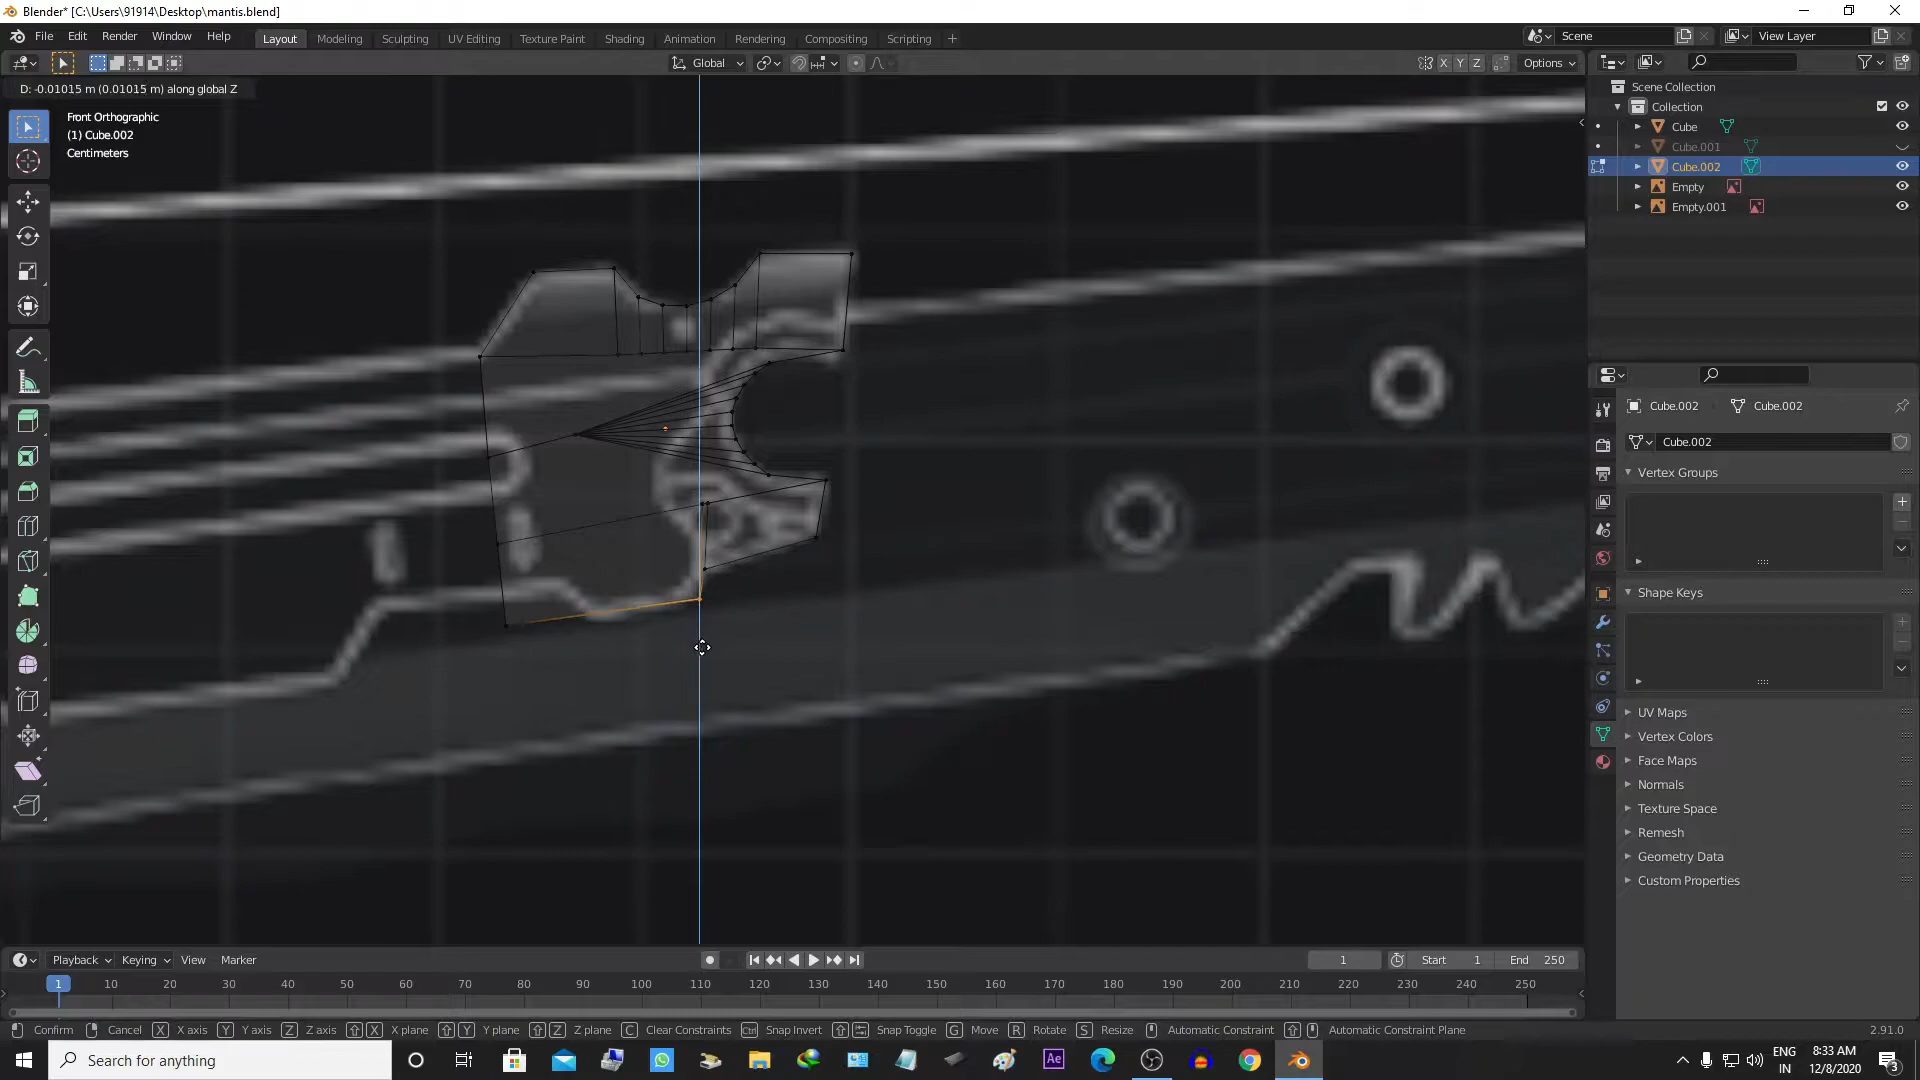 Blender* [C:\Users\91914\Desktop\mantis.blend]
File Edit Render Window Help Layout Modeling Sculpting UV Editing Texture Paint Shading Animation Rendering Compositing Scripting Scene View Layer
Global X Y Z Options
D: -0.01015 m (0.01015 m) along global Z
Front Orthographic
(1) Cube.002
Centimeters
Scene Collection
Collection
Cube
Cube.001
Cube.002
Empty
Empty.001
Cube.002 Cube.002
Cube.002
Vertex Groups
Shape Keys
UV Maps
Vertex Colors
Face Maps
Normals
Texture Space
Remesh
Geometry Data
Custom Properties
Playback Keying View Marker 1 Start 1 End 250
1 10 20 30 40 50 60 70 80 90 100 110 120 130 140 150 160 170 180 190 200 210 220 230 240 250
Confirm Cancel X X axis Y Y axis Z Z axis X X plane Y Y plane Z Z plane C Clear Constraints Ctrl Snap Invert Snap Toggle G Move R Rotate S Resize Automatic Constraint Automatic Constraint Plane 2.91.0
Search for anything
Ae
ENG
IN
8:33 AM
12/8/2020
3